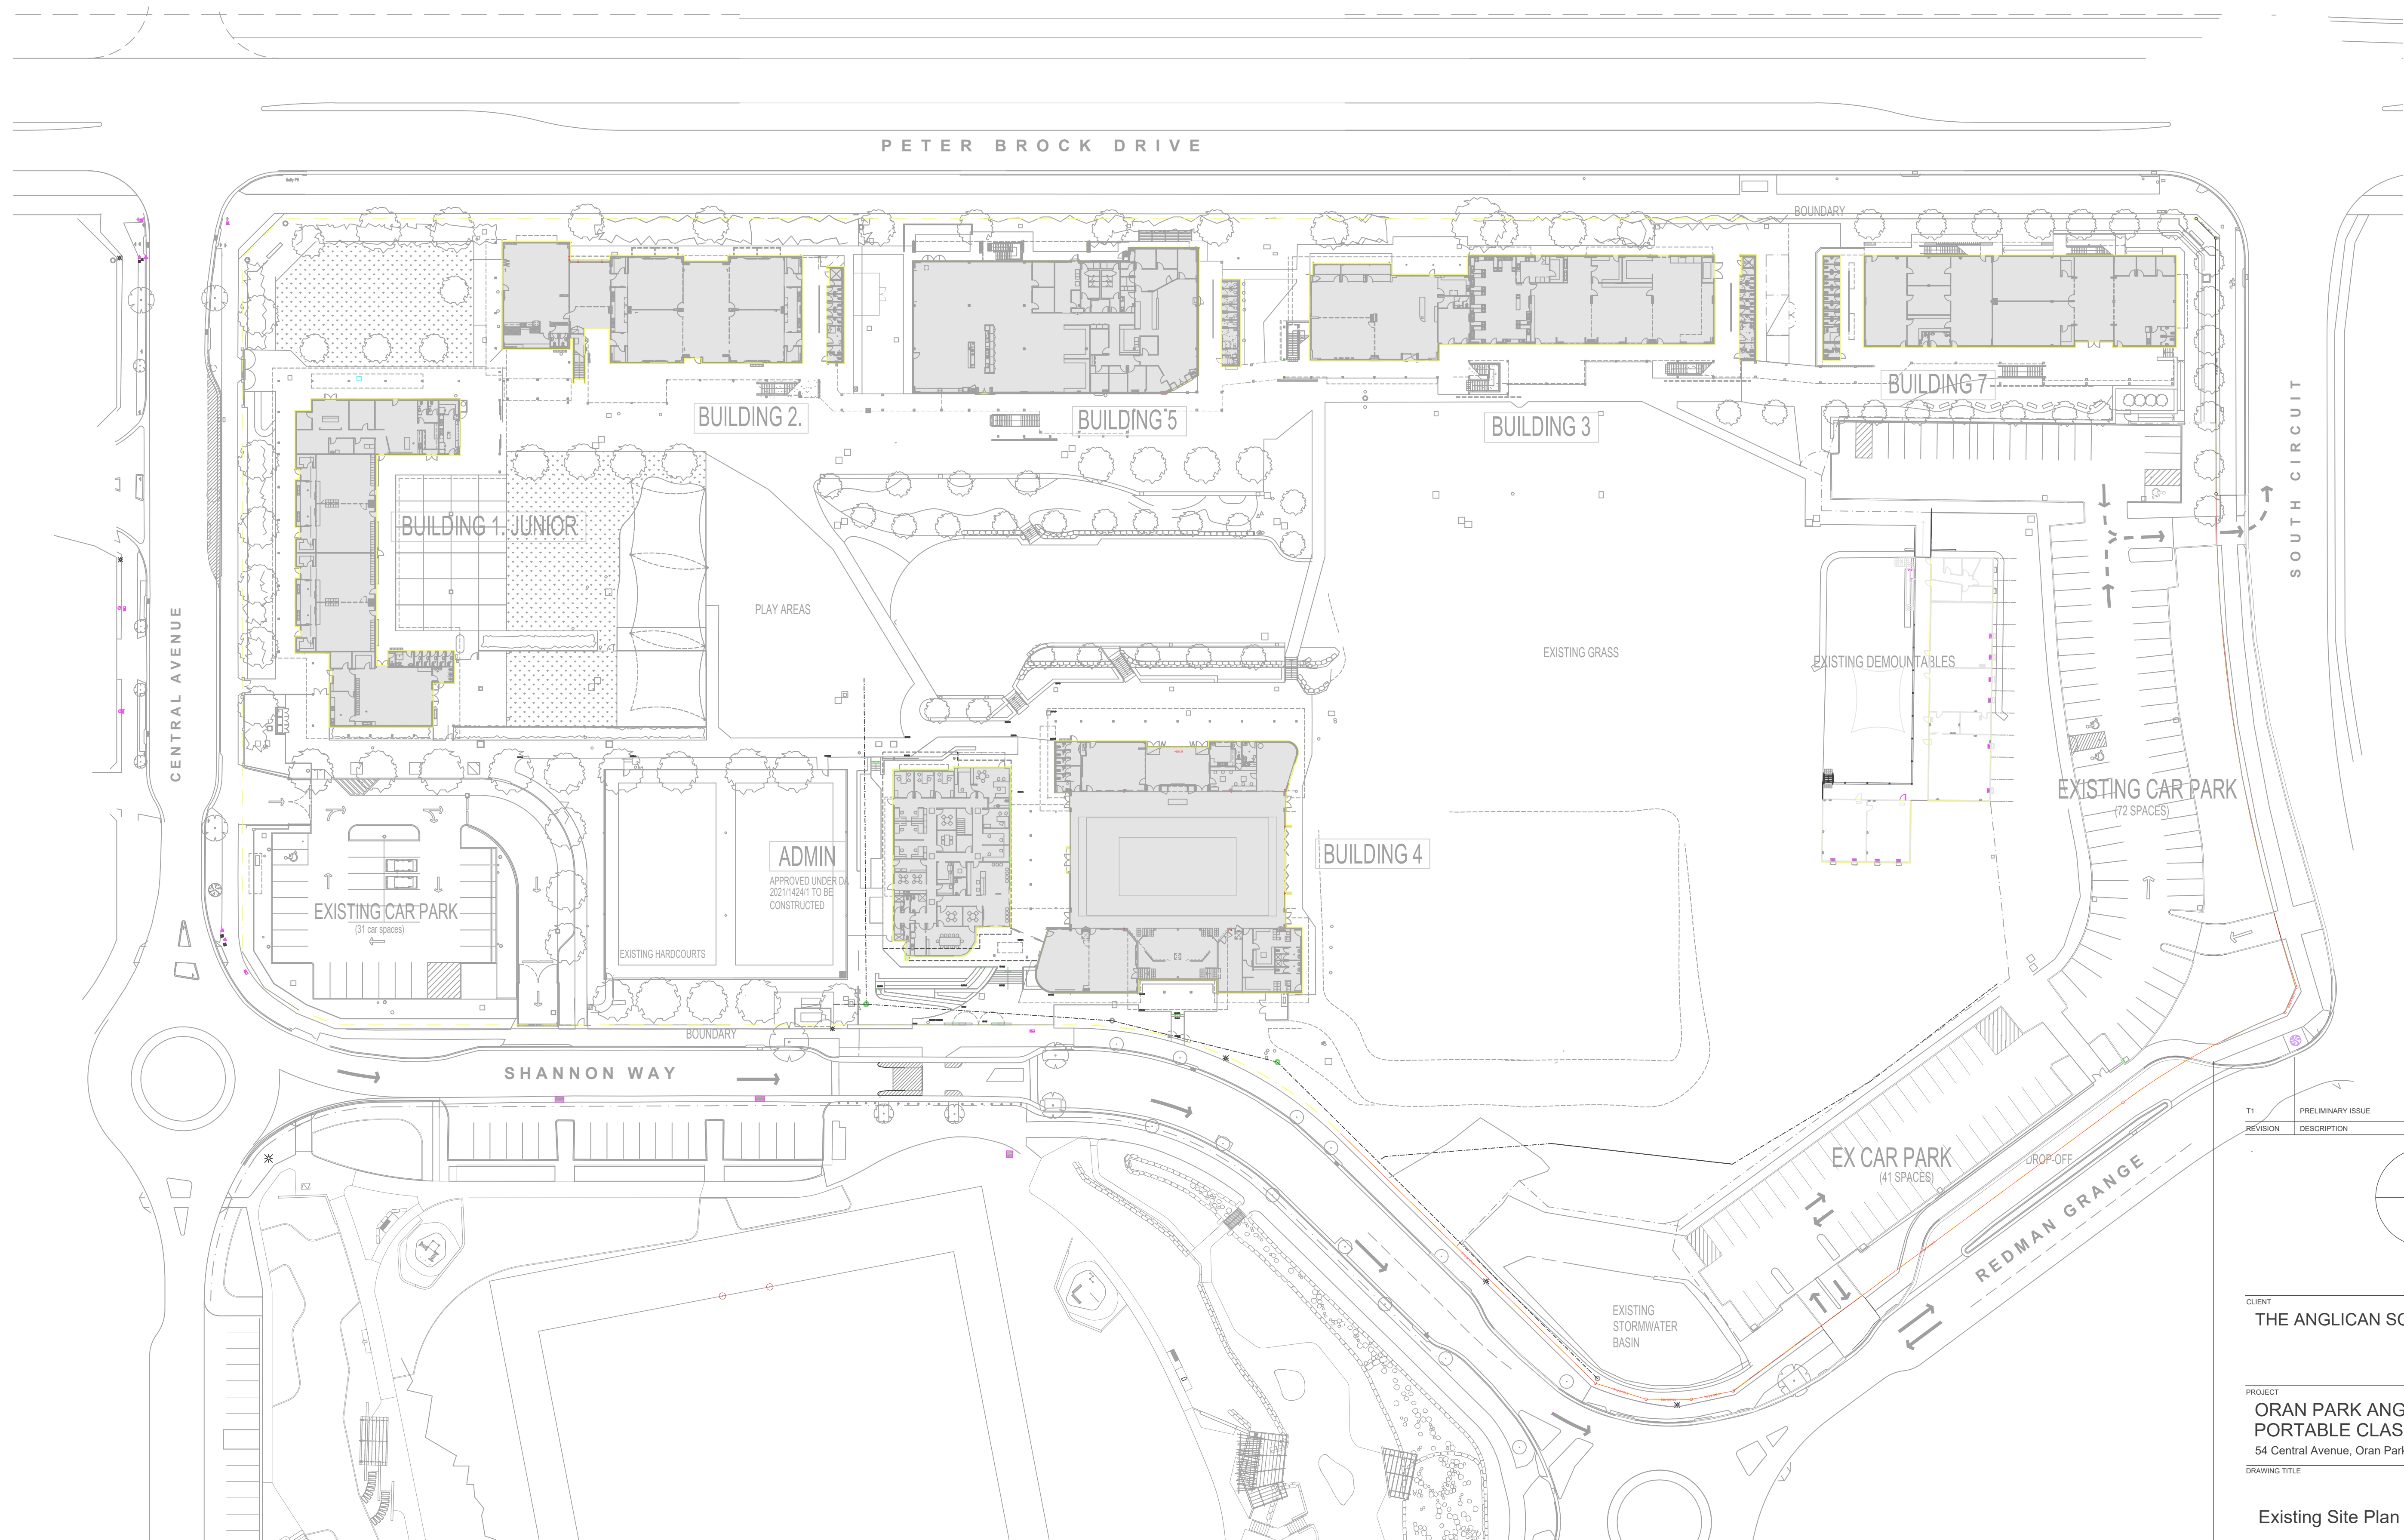 PETER BROCK DRIVE
BOUNDARY
BUILDING 2.
BUILDING 5
BUILDING 3
BUILDING 7
SOUTH CIRCUIT
BUILDING 1. JUNIOR
CENTRAL AVENUE
PLAY AREAS
EXISTING GRASS
EXISTING DEMOUNTABLES
EXISTING CAR PARK
(72 SPACES)
ADMIN
APPROVED UNDER DA
2021/1424/1 TO BE
CONSTRUCTED
BUILDING 4
EXISTING CAR PARK
(31 car spaces)
EXISTING HARDCOURTS
BOUNDARY
SHANNON WAY
EX CAR PARK
(41 SPACES)
DROP-OFF
REDMAN GRANGE
EXISTING
STORMWATER
BASIN
T1 PRELIMINARY ISSUE
REVISION DESCRIPTION
CLIENT
THE ANGLICAN SC
PROJECT
ORAN PARK ANG
PORTABLE CLAS
54 Central Avenue, Oran Park
DRAWING TITLE
Existing Site Plan